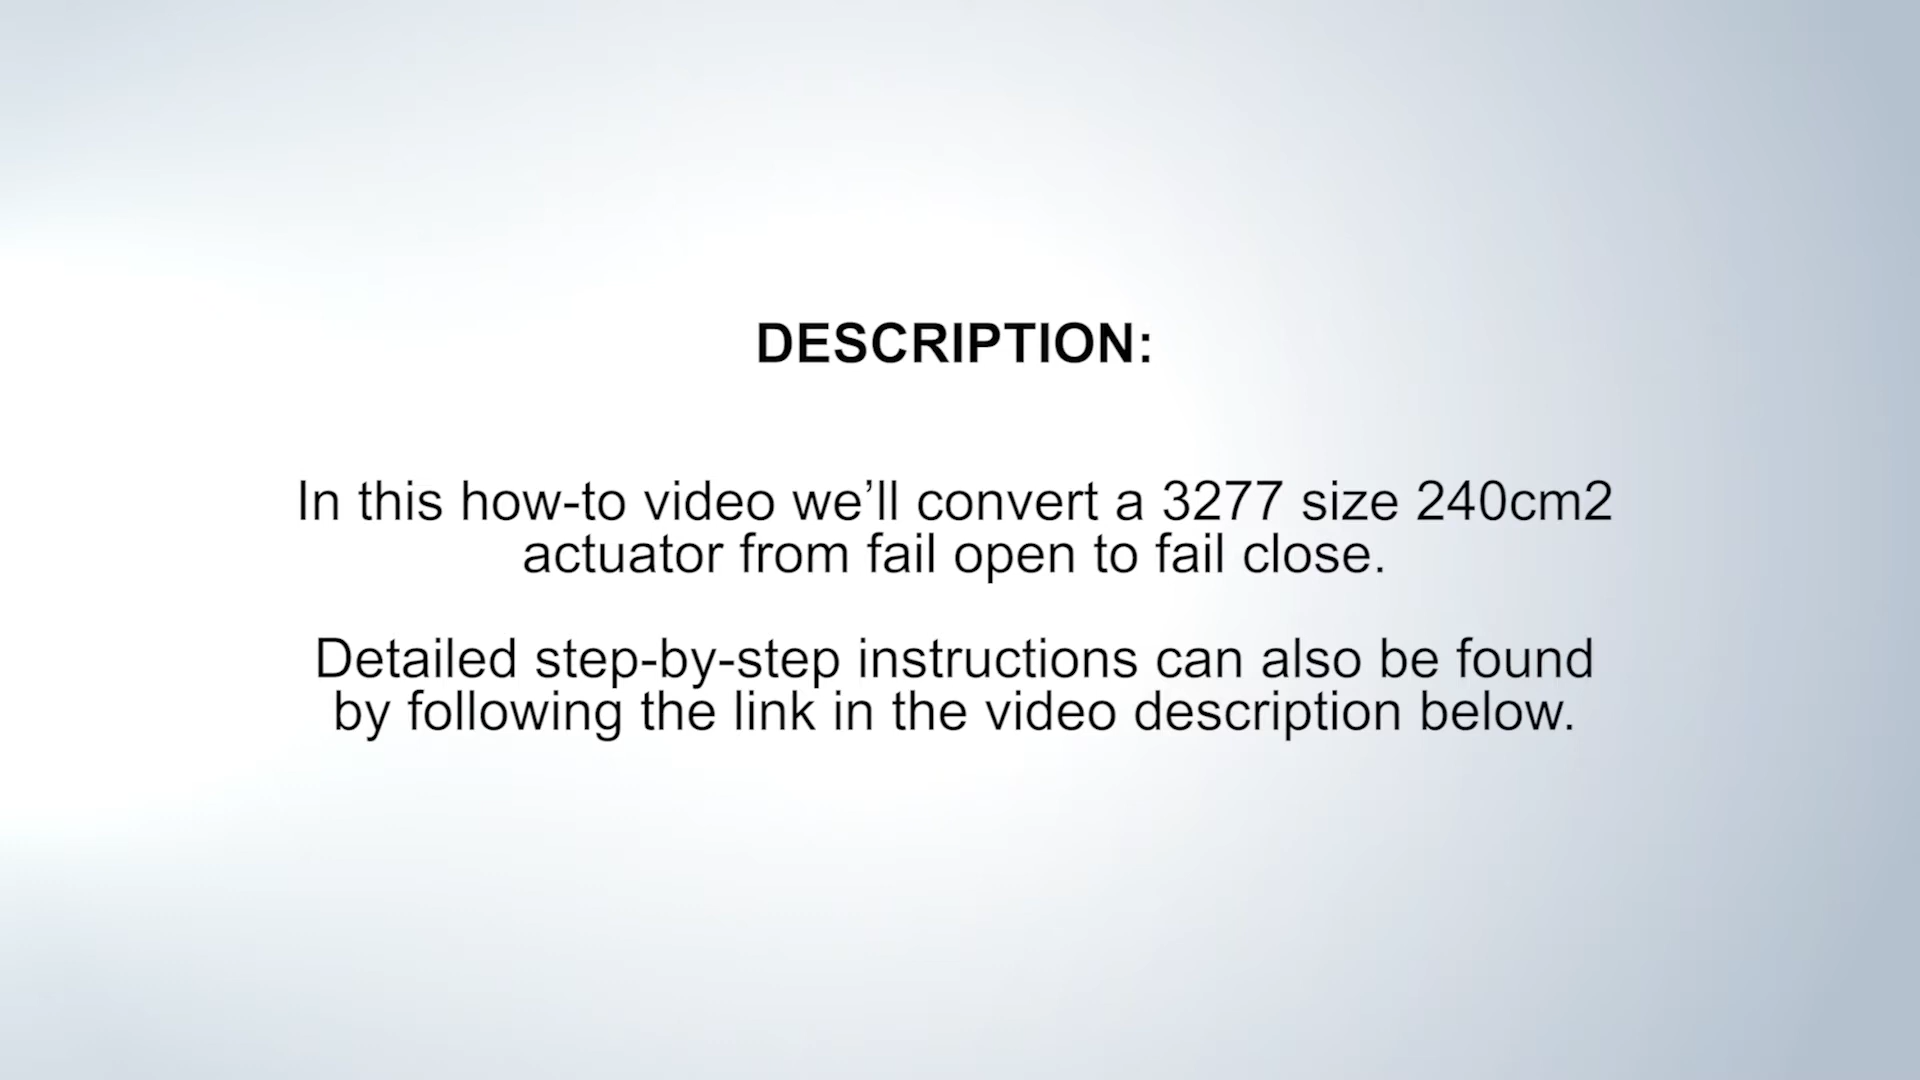 DESCRIPTION:
In this how-to video we’ll convert a 3277 size 240cm2
actuator from fail open to fail close.
Detailed step-by-step instructions can also be found
by following the link in the video description below.